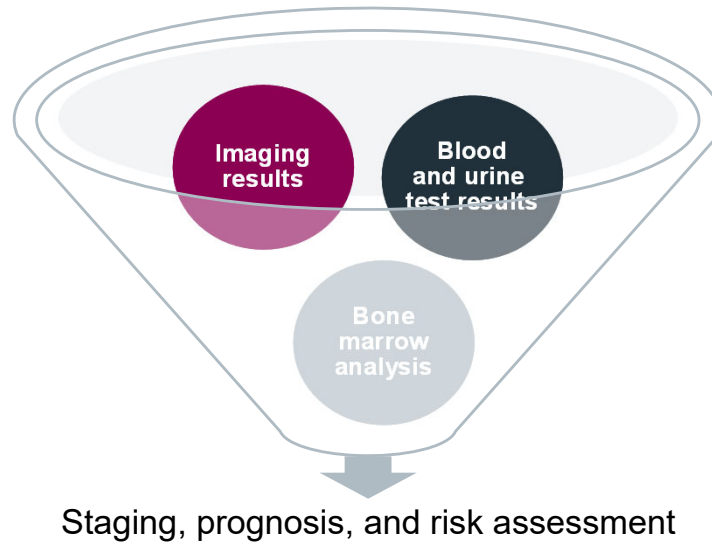 Imaging
results
Blood
and urine
test results
Bone
marrow
analysis
Staging, prognosis, and risk assessment